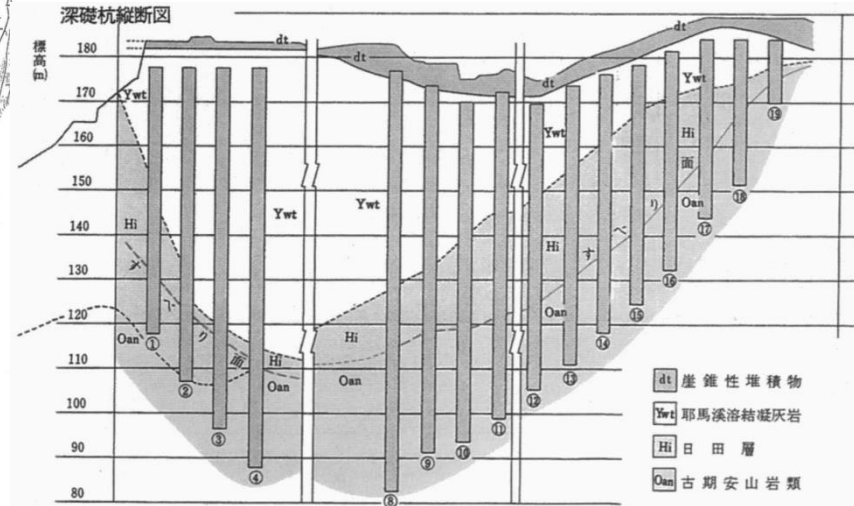 深礎杭縦断図
標高(m)
180
170
160
150
140
130
120
110
100
90
80
dt
dt
dt
dt
Ywt
Ywt
Ywt
Ywt
Ywt
Hi
Hi
Hi
Hi
Hi
Oan
Oan
Oan
Oan
Oan
すべり面
すべり面
①
②
③
④
⑧
⑨
⑩
⑪
⑫
⑬
⑭
⑮
⑯
⑰
⑱
⑲
dt 崖錐性堆積物
Ywt 耶馬溪溶結凝灰岩
Hi 日田層
Oan 古期安山岩類